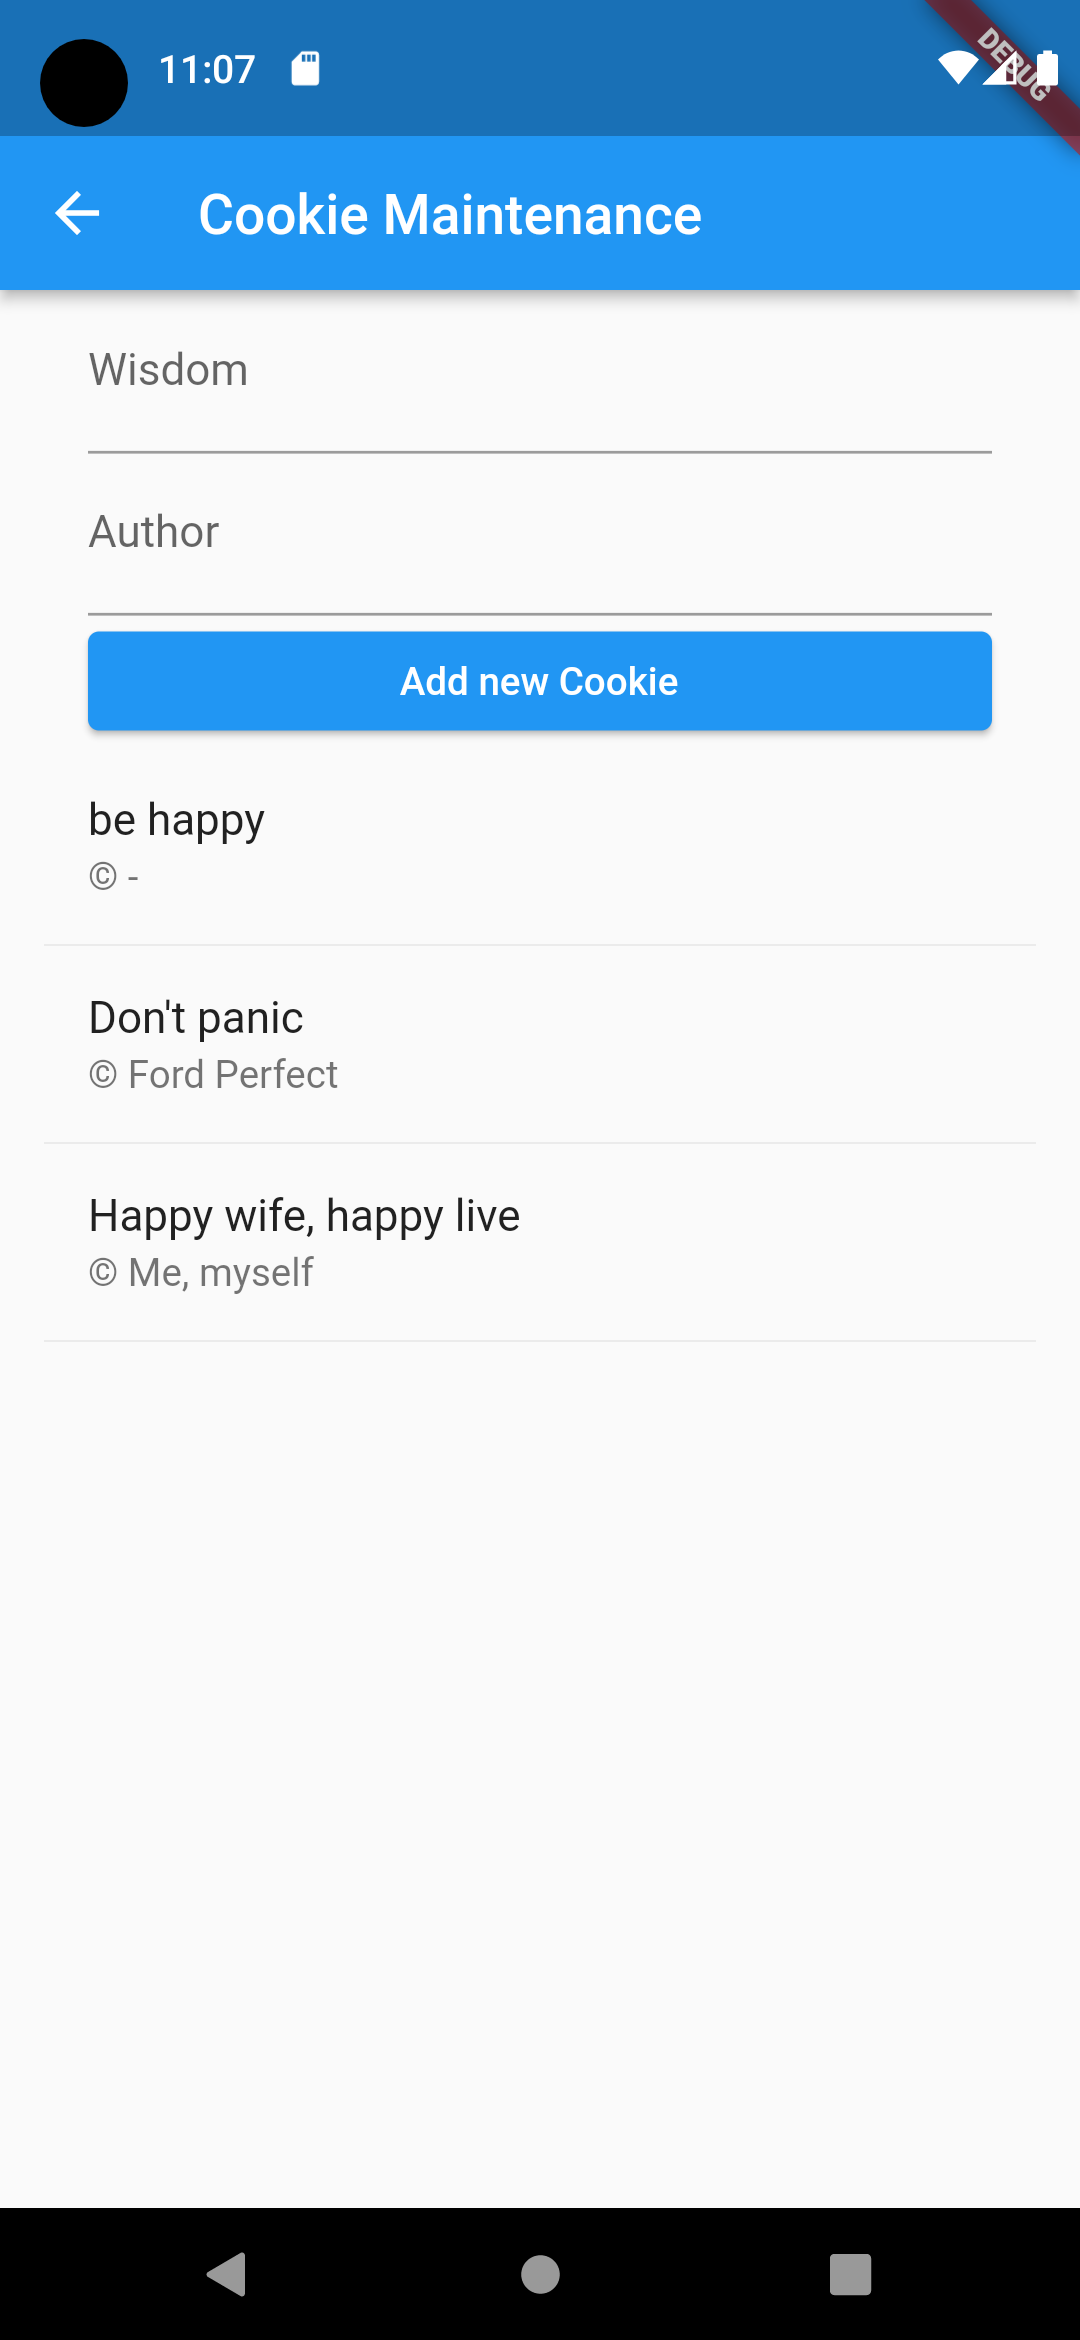 11:07
DEBUG
Cookie Maintenance
Wisdom
Author
Add new Cookie
be happy
© -
Don't panic
© Ford Perfect
Happy wife, happy live
© Me, myself